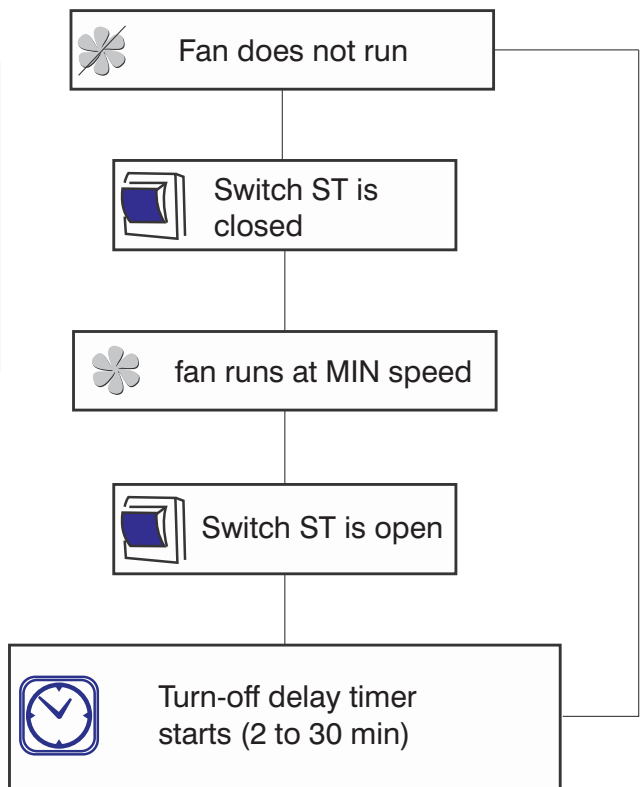 Fan does not run
Switch ST is
closed
fan runs at MIN speed
Switch ST is open
Turn-off delay timer
starts (2 to 30 min)